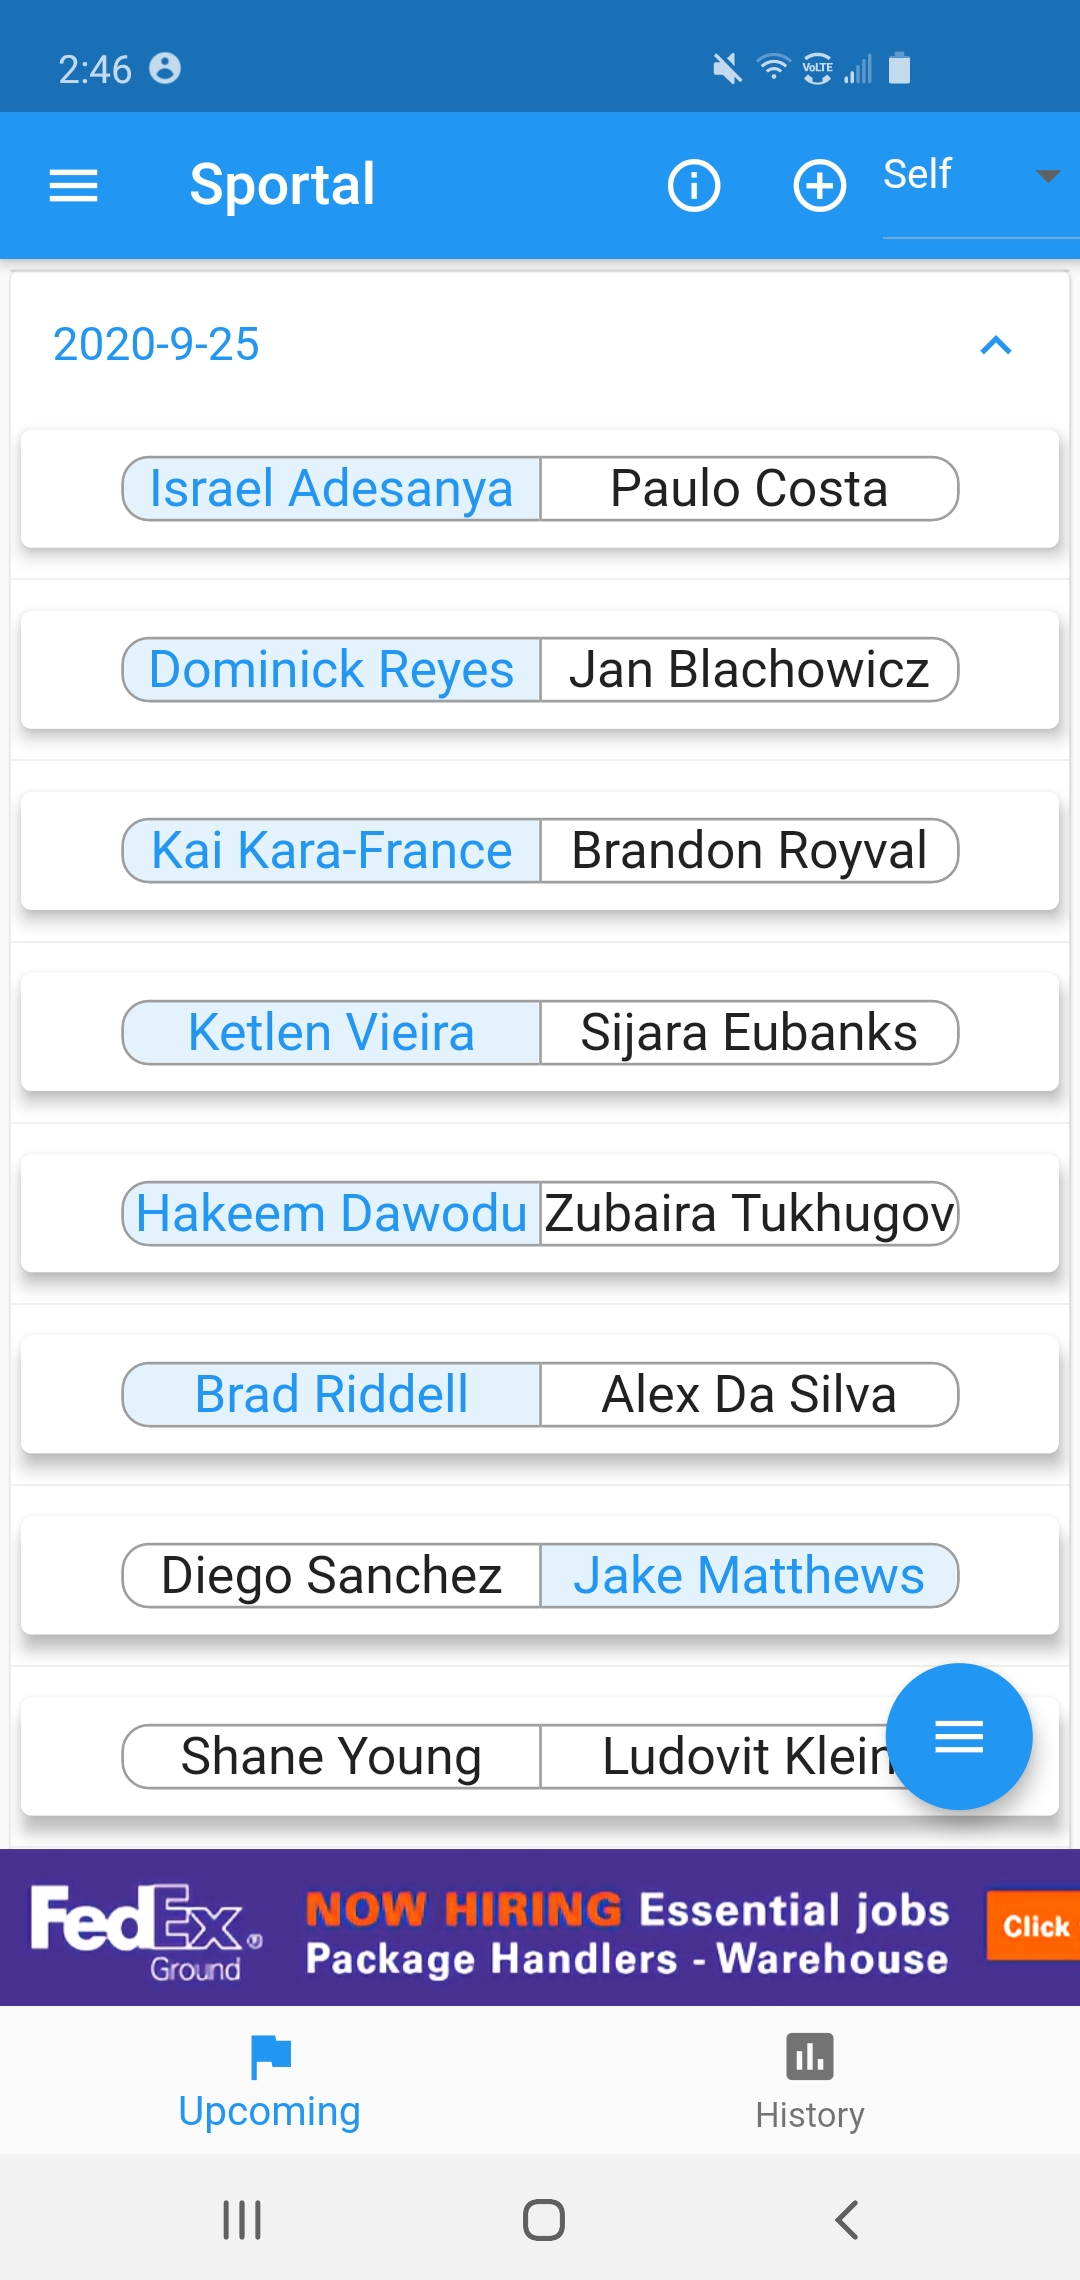 2:46
VoLTE
Sportal
Self
2020-9-25
Israel Adesanya Paulo Costa
Dominick Reyes Jan Blachowicz
Kai Kara-France Brandon Royval
Ketlen Vieira Sijara Eubanks
Hakeem Dawodu Zubaira Tukhugov
Brad Riddell Alex Da Silva
Diego Sanchez Jake Matthews
Shane Young Ludovit Klein
FedEx® Ground
NOW HIRING Essential jobs
Package Handlers - Warehouse
Click
Upcoming
History